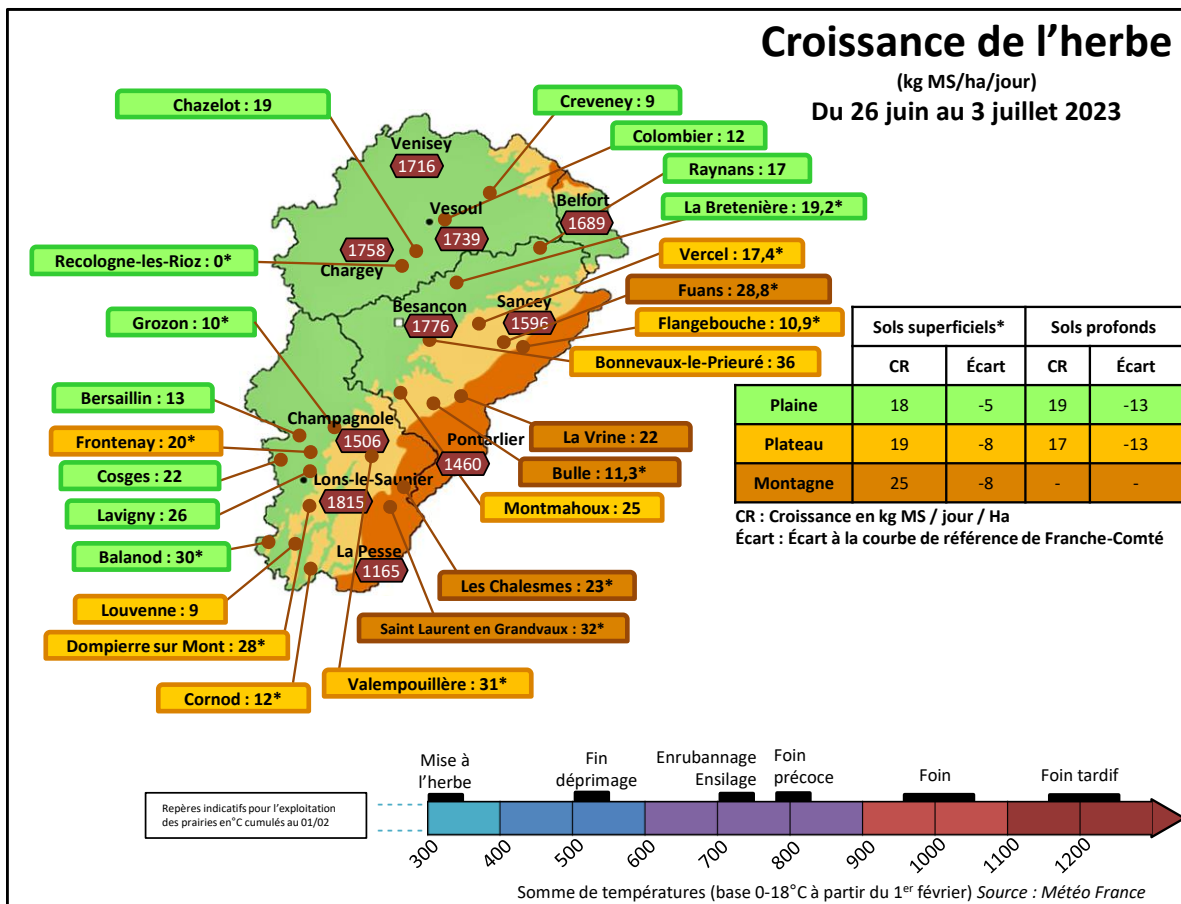 Croissance de l’herbe
(kg MS/ha/jour)
Du 26 juin au 3 juillet 2023
Chazelot : 19
Creveney : 9
Colombier : 12
Raynans : 17
La Bretenière : 19,2*
Vercel : 17,4*
Fuans : 28,8*
Flangebouche : 10,9*
Bonnevaux-le-Prieuré : 36
La Vrine : 22
Bulle : 11,3*
Montmahoux : 25
Les Chalesmes : 23*
Saint Laurent en Grandvaux : 32*
Valempouillère : 31*
Recologne-les-Rioz : 0*
Grozon : 10*
Bersaillin : 13
Frontenay : 20*
Cosges : 22
Lavigny : 26
Balanod : 30*
Louvenne : 9
Dompierre sur Mont : 28*
Cornod : 12*
Venisey
1716
Vesoul
1739
Belfort
1689
1758
Chargey
Besançon
1776
Sancey
1596
Champagnole
1506
Pontarlier
1460
Lons-le-Saunier
1815
La Pesse
1165
Sols superficiels* Sols profonds
CR Écart CR Écart
Plaine 18 -5 19 -13
Plateau 19 -8 17 -13
Montagne 25 -8 - -
CR : Croissance en kg MS / jour / Ha
Écart : Écart à la courbe de référence de Franche-Comté
Mise à
l’herbe
Fin
déprimage
Enrubannage
Ensilage
Foin
précoce
Foin
Foin tardif
Repères indicatifs pour l’exploitation
des prairies en°C cumulés au 01/02
300 400 500 600 700 800 900 1000 1100 1200
Somme de températures (base 0-18°C à partir du 1er février) Source : Météo France